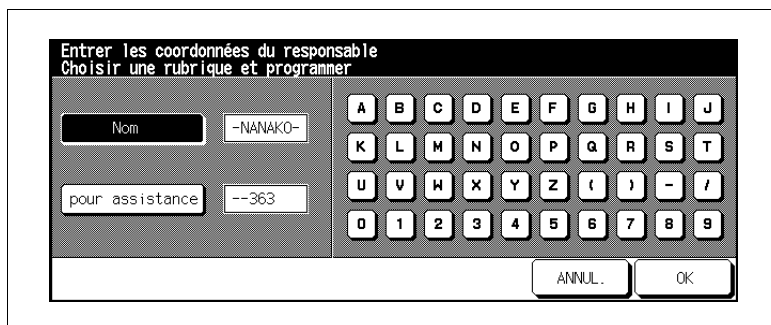 Entrer les coordonnées du responsable
Choisir une rubrique et programmer
Nom -NANAKO-
pour assistance --363
A B C D E F G H I J
K L M N O P Q R S T
U V W X Y Z ( ) - /
0 1 2 3 4 5 6 7 8 9
ANNUL. OK